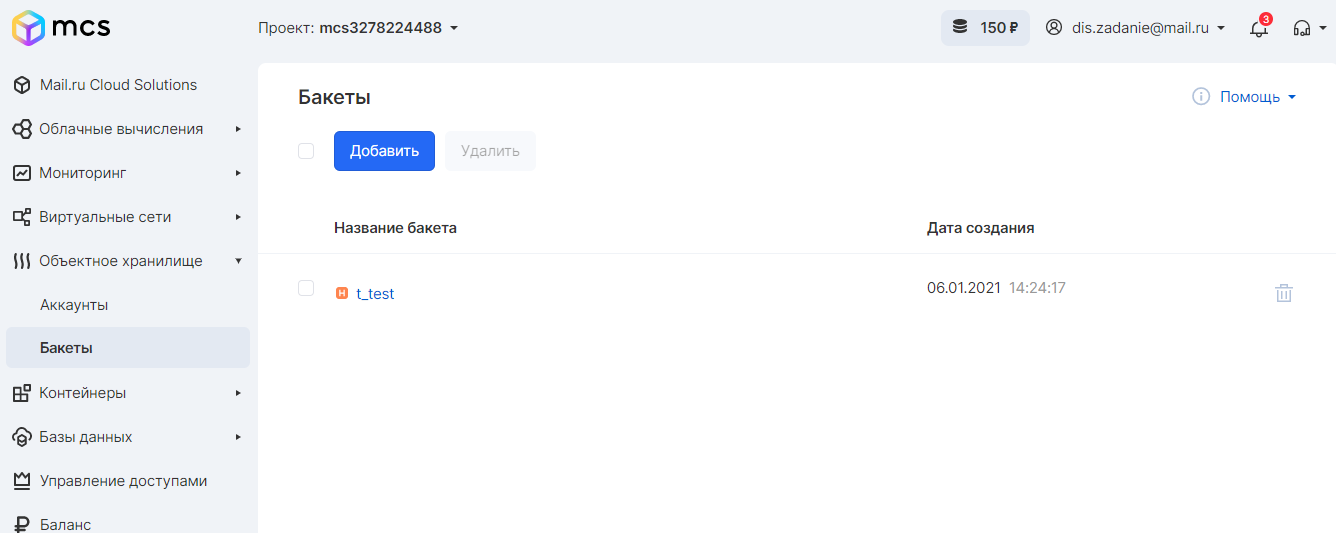 mcs
Проект: mcs3278224488
150 ₽
dis.zadanie@mail.ru
3
Mail.ru Cloud Solutions
Облачные вычисления
Мониторинг
Виртуальные сети
Объектное хранилище
Аккаунты
Бакеты
Контейнеры
Базы данных
Управление доступами
Баланс
Бакеты
Помощь
Добавить
Удалить
Название бакета
Дата создания
H t_test
06.01.2021 14:24:17